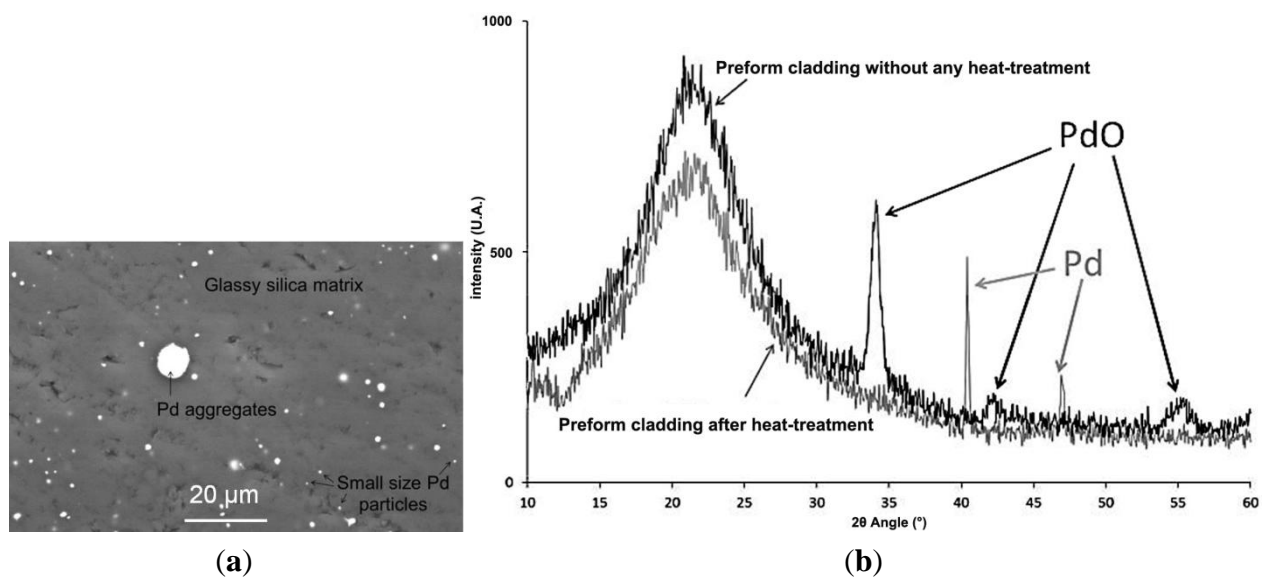 Glassy silica matrix
Pd aggregates
Small size Pd
particles
20 µm
(a)
1000
500
0
intensity (U.A.)
Preform cladding without any heat-treatment
PdO
Pd
Preform cladding after heat-treatment
10 15 20 25 30 35 40 45 50 55 60
2θ Angle (°)
(b)